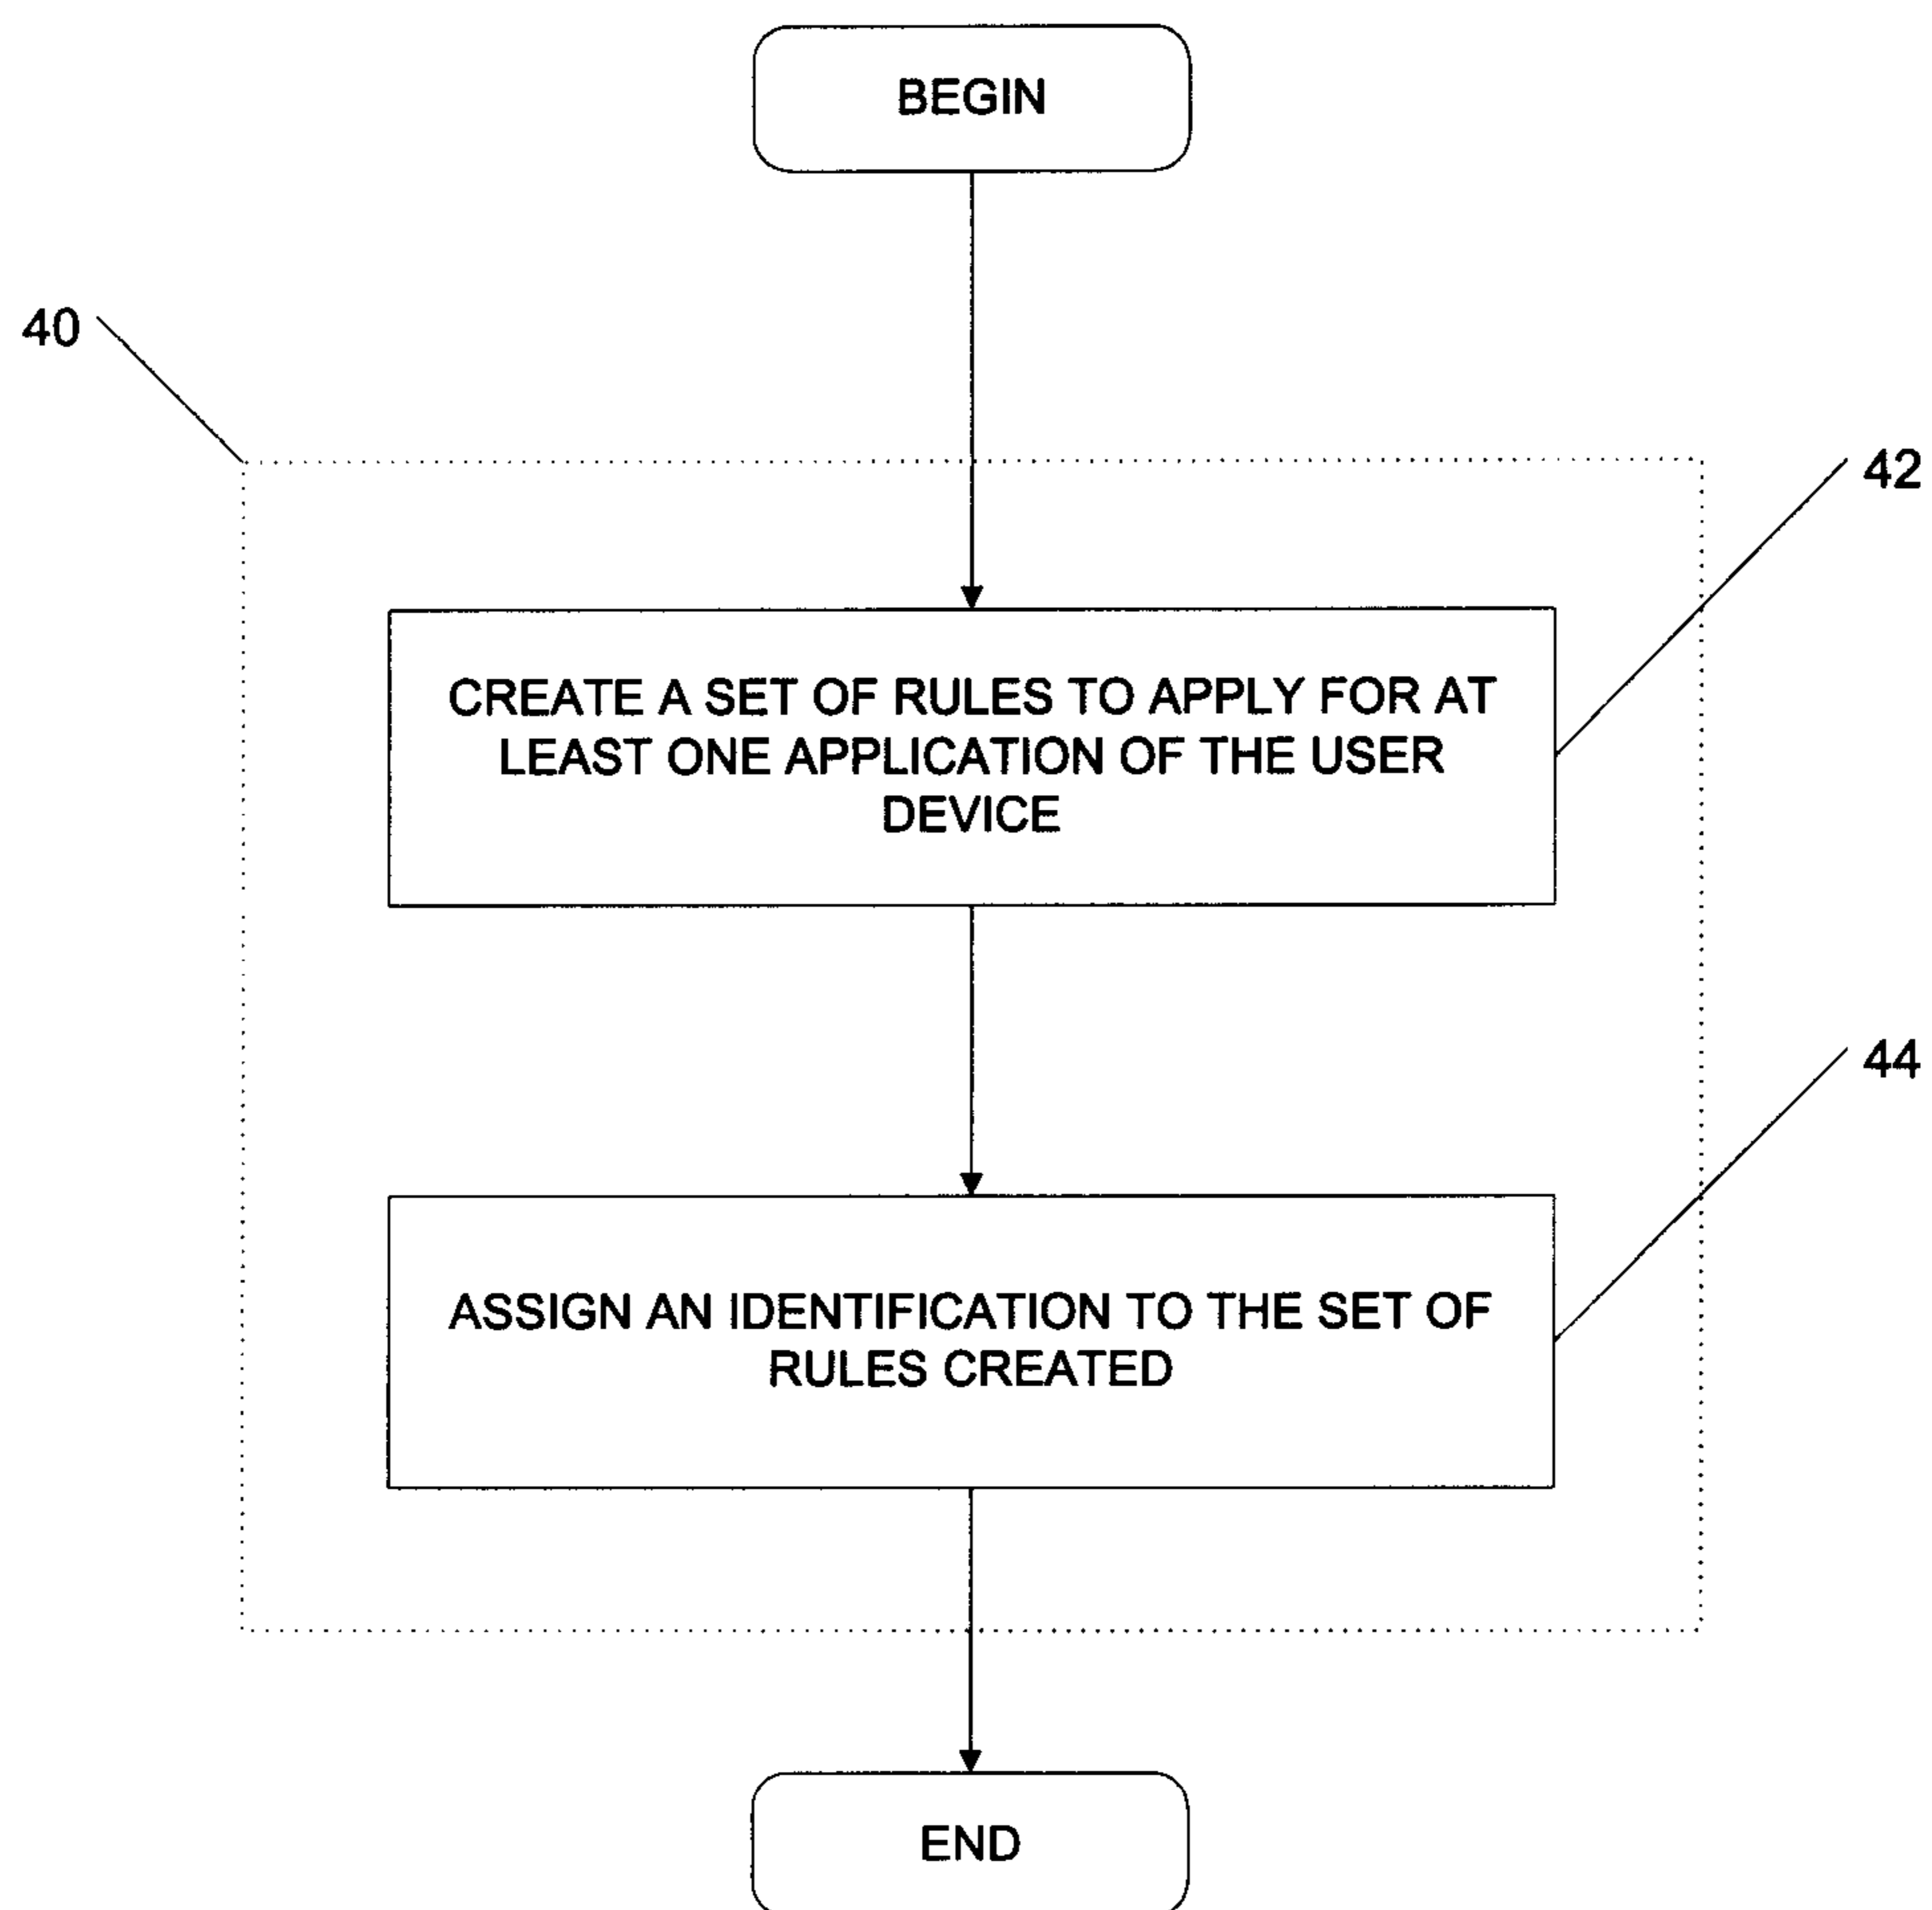 BEGIN
40
42
CREATE A SET OF RULES TO APPLY FOR AT
LEAST ONE APPLICATION OF THE USER
DEVICE
44
ASSIGN AN IDENTIFICATION TO THE SET OF
RULES CREATED
END